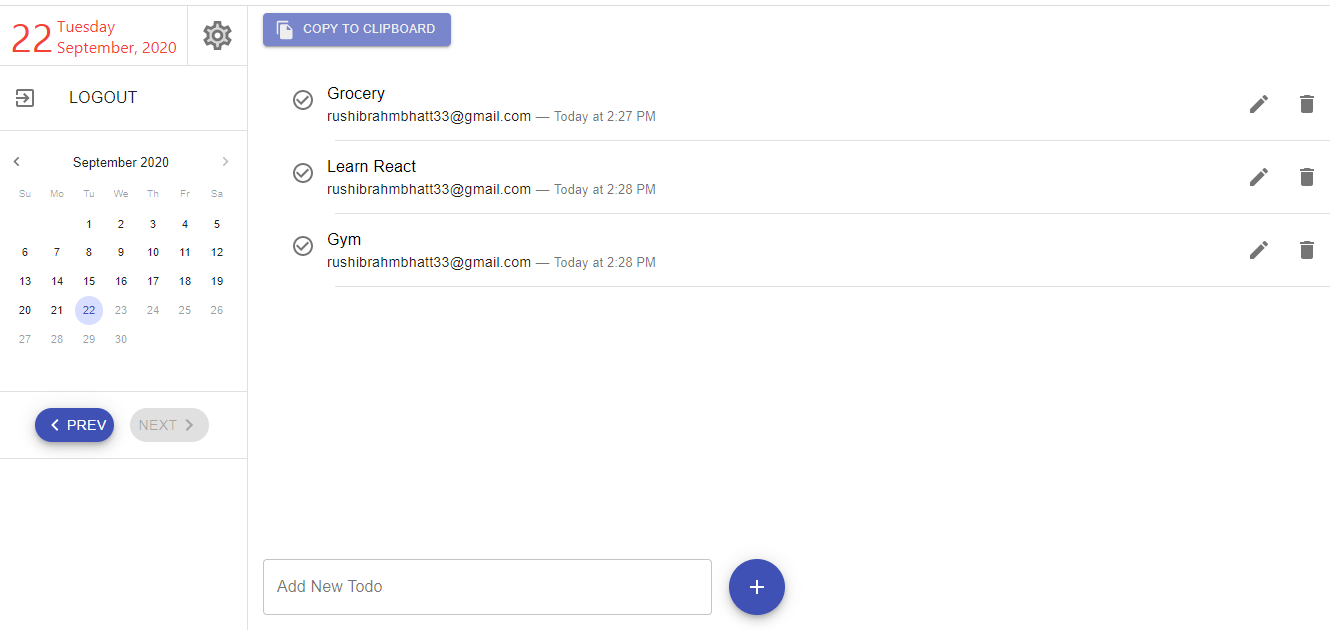 22 Tuesday
September, 2020
LOGOUT
September 2020
Su Mo Tu We Th Fr Sa
1 2 3 4 5
6 7 8 9 10 11 12
13 14 15 16 17 18 19
20 21 22 23 24 25 26
27 28 29 30
PREV NEXT
COPY TO CLIPBOARD
Grocery
rushibrahmbhatt33@gmail.com — Today at 2:27 PM
Learn React
rushibrahmbhatt33@gmail.com — Today at 2:28 PM
Gym
rushibrahmbhatt33@gmail.com — Today at 2:28 PM
Add New Todo